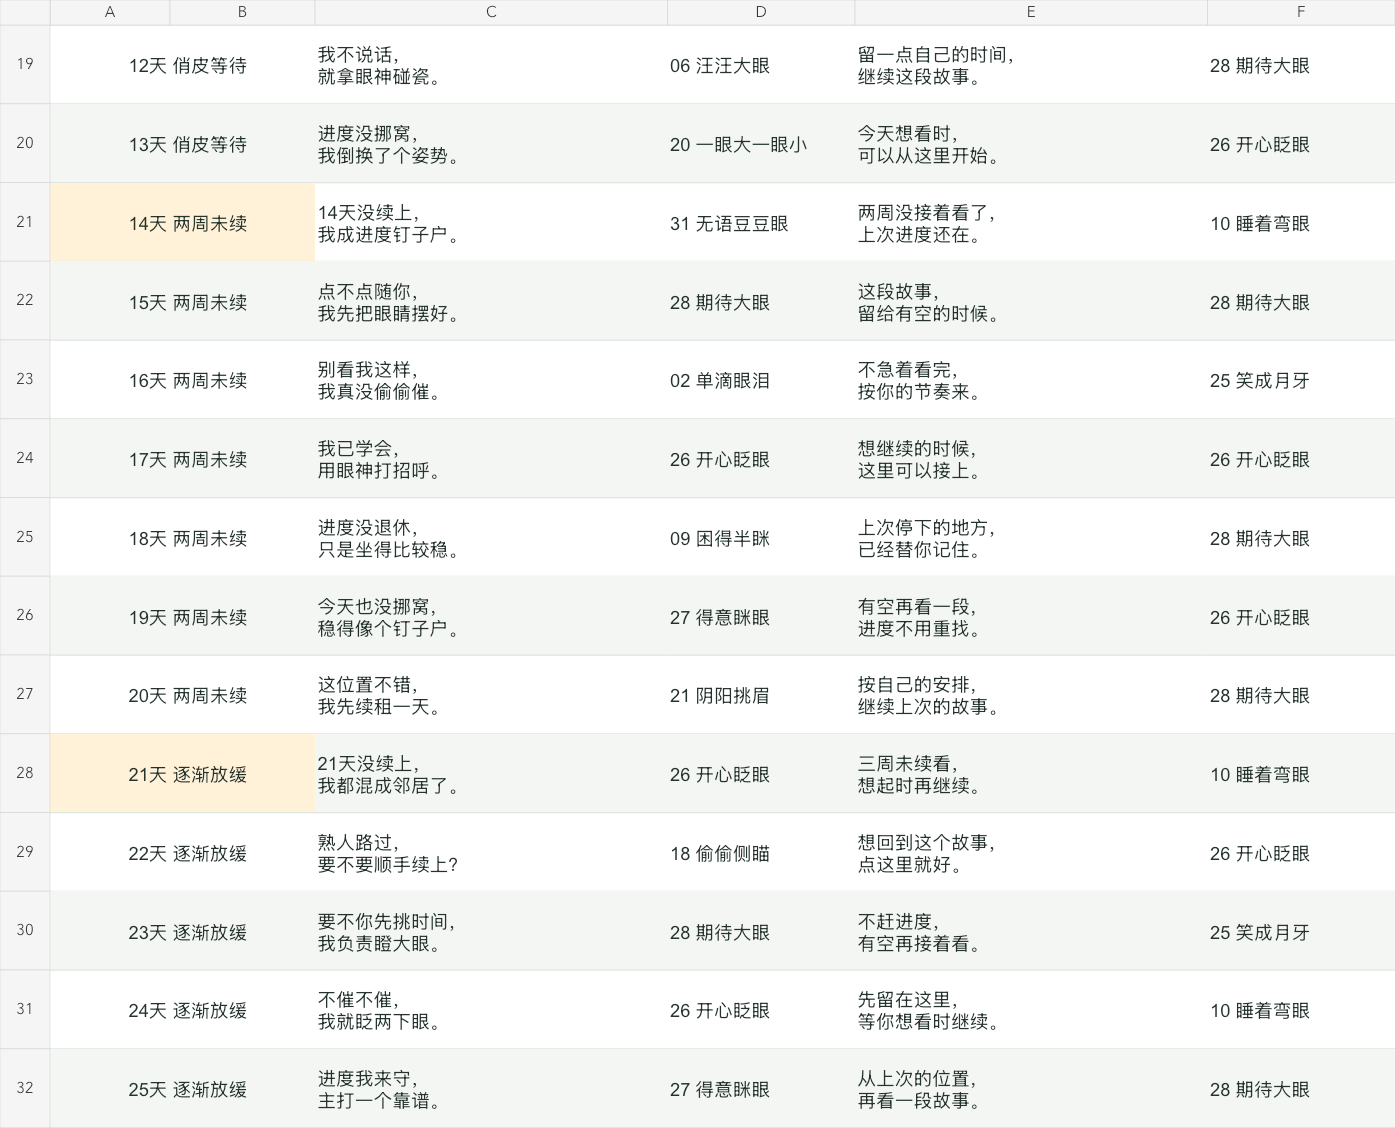 A B C D E F
19 12天 俏皮等待 我不说话，
就拿眼神碰瓷。 06 汪汪大眼 留一点自己的时间，
继续这段故事。 28 期待大眼
20 13天 俏皮等待 进度没挪窝，
我倒换了个姿势。 20 一眼大一眼小 今天想看时，
可以从这里开始。 26 开心眨眼
21 14天 两周未续 14天没续上，
我成进度钉子户。 31 无语豆豆眼 两周没接着看了，
上次进度还在。 10 睡着弯眼
22 15天 两周未续 点不点随你，
我先把眼睛摆好。 28 期待大眼 这段故事，
留给有空的时候。 28 期待大眼
23 16天 两周未续 别看我这样，
我真没偷偷催。 02 单滴眼泪 不急着看完，
按你的节奏来。 25 笑成月牙
24 17天 两周未续 我已学会，
用眼神打招呼。 26 开心眨眼 想继续的时候，
这里可以接上。 26 开心眨眼
25 18天 两周未续 进度没退休，
只是坐得比较稳。 09 困得半眯 上次停下的地方，
已经替你记住。 28 期待大眼
26 19天 两周未续 今天也没挪窝，
稳得像个钉子户。 27 得意眯眼 有空再看一段，
进度不用重找。 26 开心眨眼
27 20天 两周未续 这位置不错，
我先续租一天。 21 阴阳挑眉 按自己的安排，
继续上次的故事。 28 期待大眼
28 21天 逐渐放缓 21天没续上，
我都混成邻居了。 26 开心眨眼 三周未续看，
想起时再继续。 10 睡着弯眼
29 22天 逐渐放缓 熟人路过，
要不要顺手续上？ 18 偷偷侧瞄 想回到这个故事，
点这里就好。 26 开心眨眼
30 23天 逐渐放缓 要不你先挑时间，
我负责瞪大眼。 28 期待大眼 不赶进度，
有空再接着看。 25 笑成月牙
31 24天 逐渐放缓 不催不催，
我就眨两下眼。 26 开心眨眼 先留在这里，
等你想看时继续。 10 睡着弯眼
32 25天 逐渐放缓 进度我来守，
主打一个靠谱。 27 得意眯眼 从上次的位置，
再看一段故事。 28 期待大眼